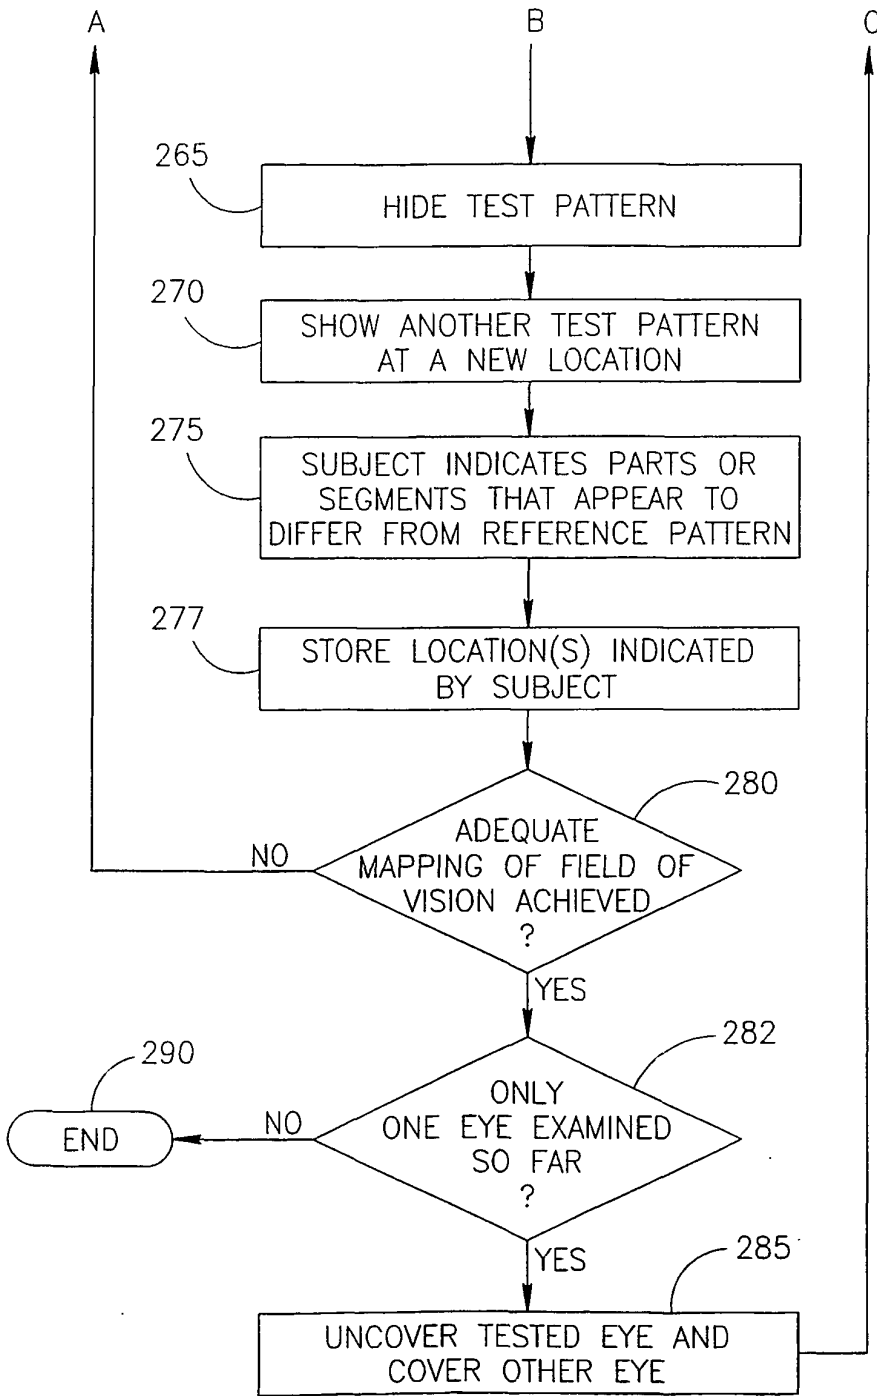 A
B
C
265
HIDE TEST PATTERN
270
SHOW ANOTHER TEST PATTERN
AT A NEW LOCATION
275
SUBJECT INDICATES PARTS OR
SEGMENTS THAT APPEAR TO
DIFFER FROM REFERENCE PATTERN
277
STORE LOCATION(S) INDICATED
BY SUBJECT
280
ADEQUATE
MAPPING OF FIELD OF
VISION ACHIEVED
?
NO
YES
282
290
ONLY
ONE EYE EXAMINED
SO FAR
?
NO
END
YES
285
UNCOVER TESTED EYE AND
COVER OTHER EYE